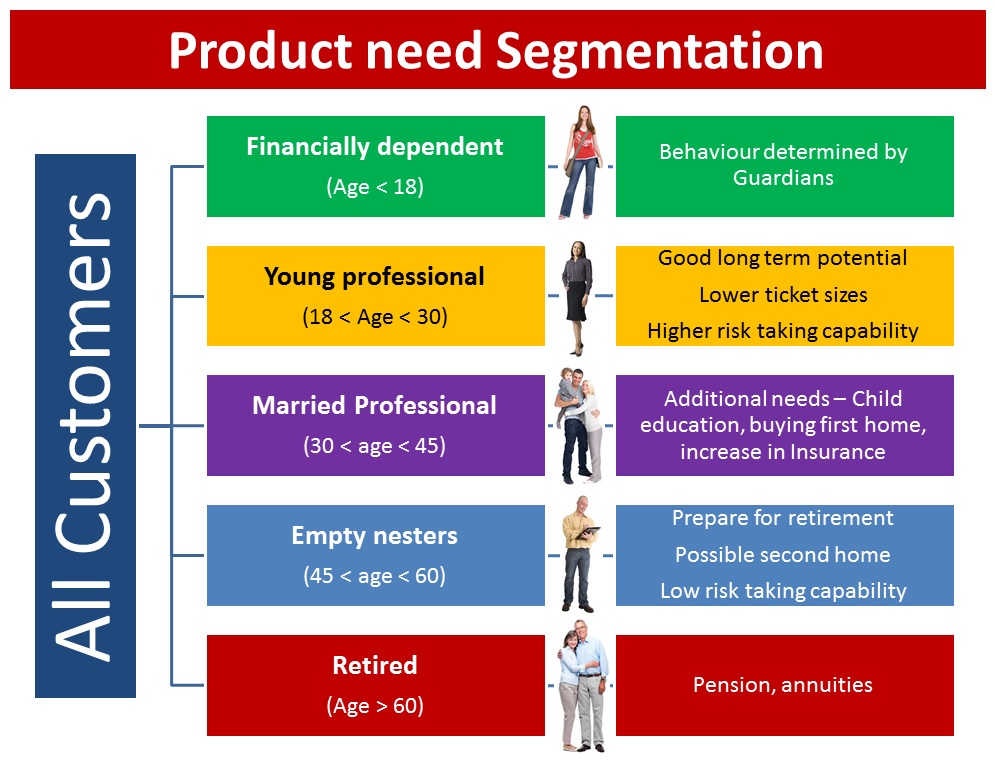 Product need Segmentation
All Customers
Financially dependent
(Age < 18)
Behaviour determined by
Guardians
Young professional
(18 < Age < 30)
Good long term potential
Lower ticket sizes
Higher risk taking capability
Married Professional
(30 < age < 45)
Additional needs – Child
education, buying first home,
increase in Insurance
Empty nesters
(45 < age < 60)
Prepare for retirement
Possible second home
Low risk taking capability
Retired
(Age > 60)
Pension, annuities